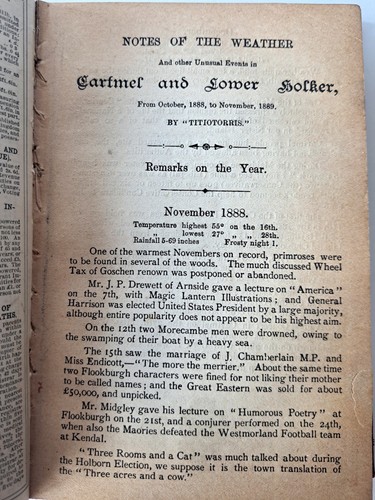 NOTES OF THE WEATHER
And other Unusual Events in
Cartmel and Lower Holker,
From October, 1888, to November, 1889.
BY "TITIOTORRIS."
Remarks on the Year.
November 1888.
Temperature highest 55° on the 16th.
„ lowest 27° „ „ 28th.
Rainfall 5-69 inches Frosty night 1.
One of the warmest Novembers on record, primroses were
to be found in several of the woods. The much discussed Wheel
Tax of Goschen renown was postponed or abandoned.
Mr. J. P. Drewett of Arnside gave a lecture on "America"
on the 7th, with Magic Lantern Illustrations; and General
Harrison was elected United States President by a large majority,
although entire popularity does not appear to be his highest aim.
On the 12th two Morecambe men were drowned, owing to
the swamping of their boat by a heavy sea.
The 15th saw the marriage of J. Chamberlain M.P. and
Miss Endicott,—"The more the merrier." About the same time
two Flookburgh characters were fined for not liking their mother
to be called names; and the Great Eastern was sold for about
£50,000, and unpicked.
Mr. Midgley gave his lecture on "Humorous Poetry" at
Flookburgh on the 21st, and a conjurer performed on the 24th,
when also the Maories defeated the Westmorland Football team
at Kendal.
"Three Rooms and a Cat" was much talked about during
the Holborn Election, we suppose it is the town translation of
the "Three acres and a cow."